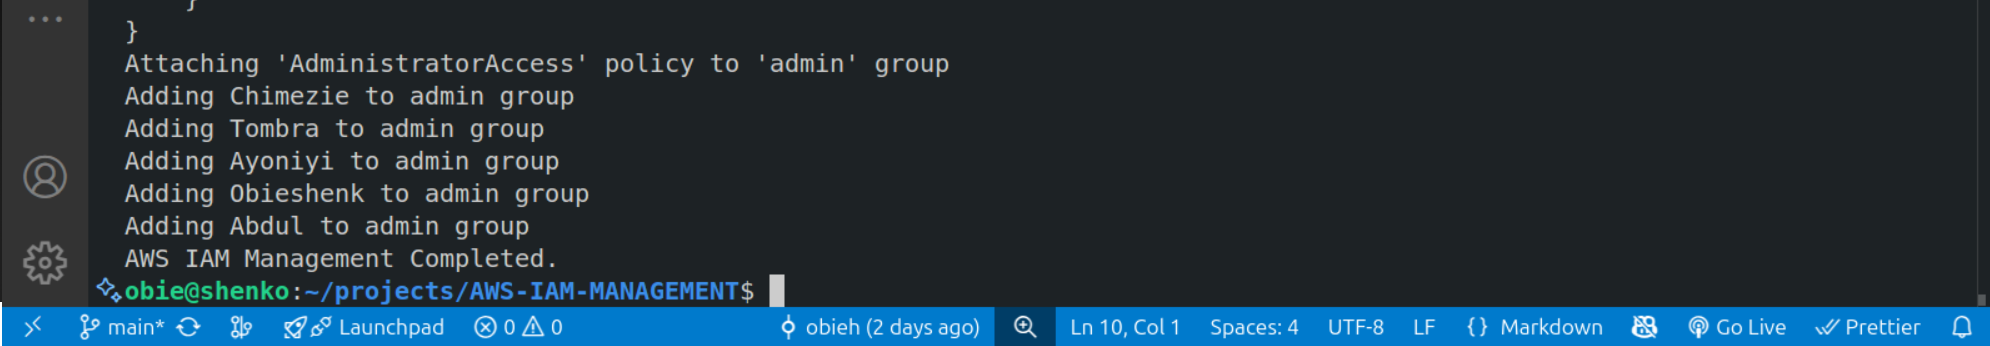 }
}
Attaching 'AdministratorAccess' policy to 'admin' group
Adding Chimezie to admin group
Adding Tombra to admin group
Adding Ayoniyi to admin group
Adding Obieshenk to admin group
Adding Abdul to admin group
AWS IAM Management Completed.
obie@shenko:~/projects/AWS-IAM-MANAGEMENT$
main* Launchpad 0 0 obieh (2 days ago) Ln 10, Col 1 Spaces: 4 UTF-8 LF {} Markdown Go Live Prettier